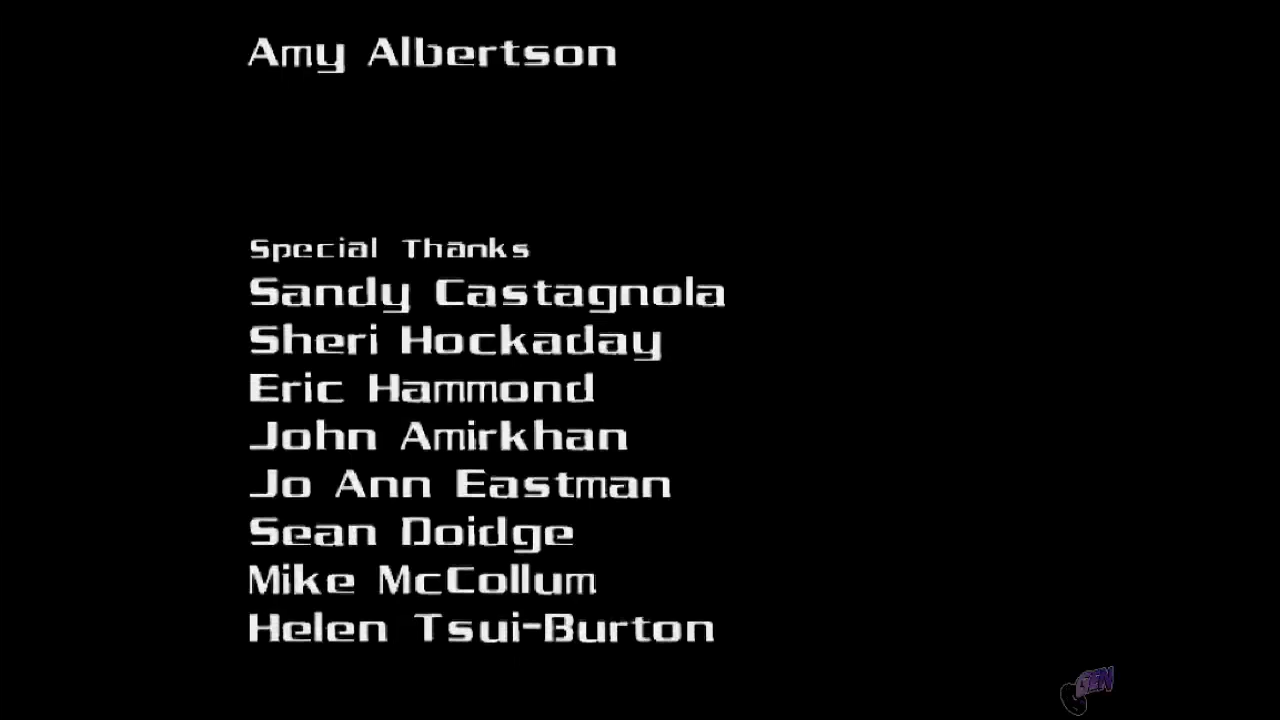 Amy Albertson
Special Thanks
Sandy Castagnola
Sheri Hockaday
Eric Hammond
John Amirkhan
Jo Ann Eastman
Sean Doidge
Mike McCollum
Helen Tsui-Burton
GEN